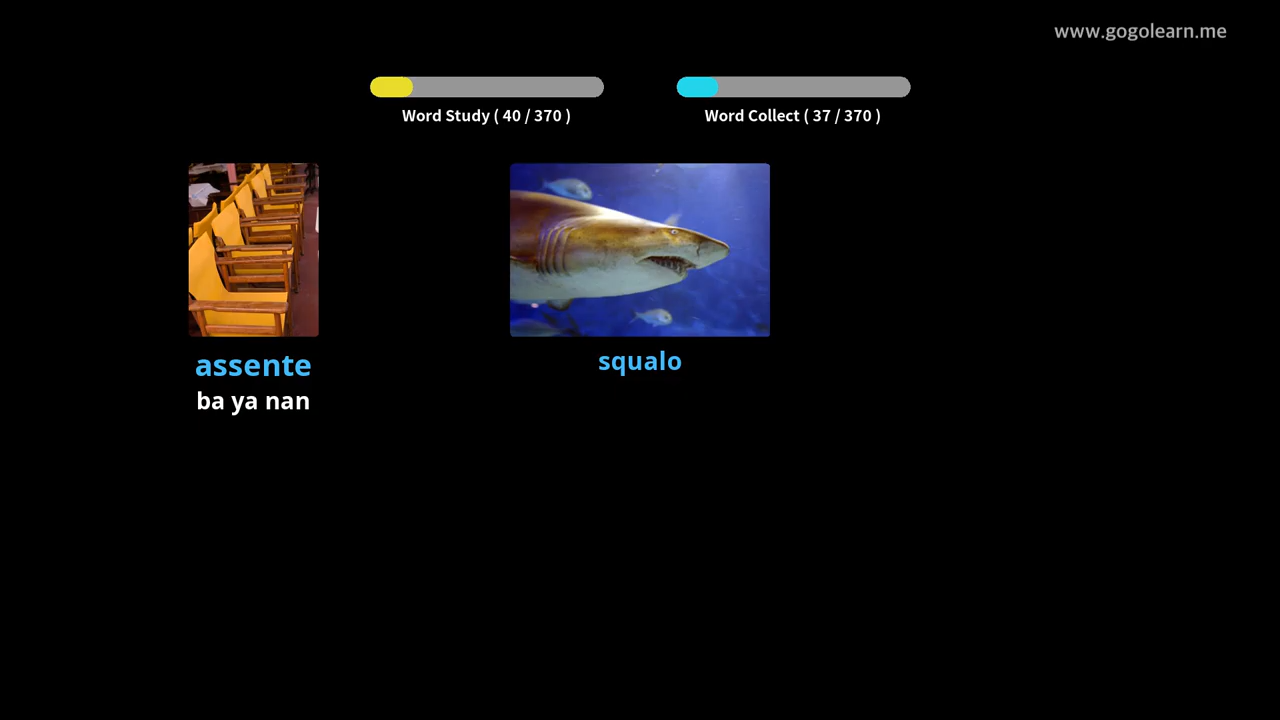 www.gogolearn.me
Word Study ( 40 / 370 )
Word Collect ( 37 / 370 )
assente
ba ya nan
squalo